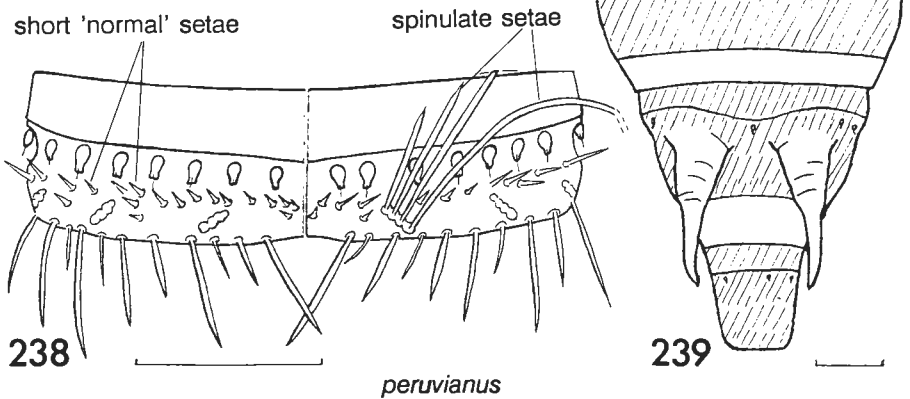 short 'normal' setae
spinulate setae
238
239
peruvianus